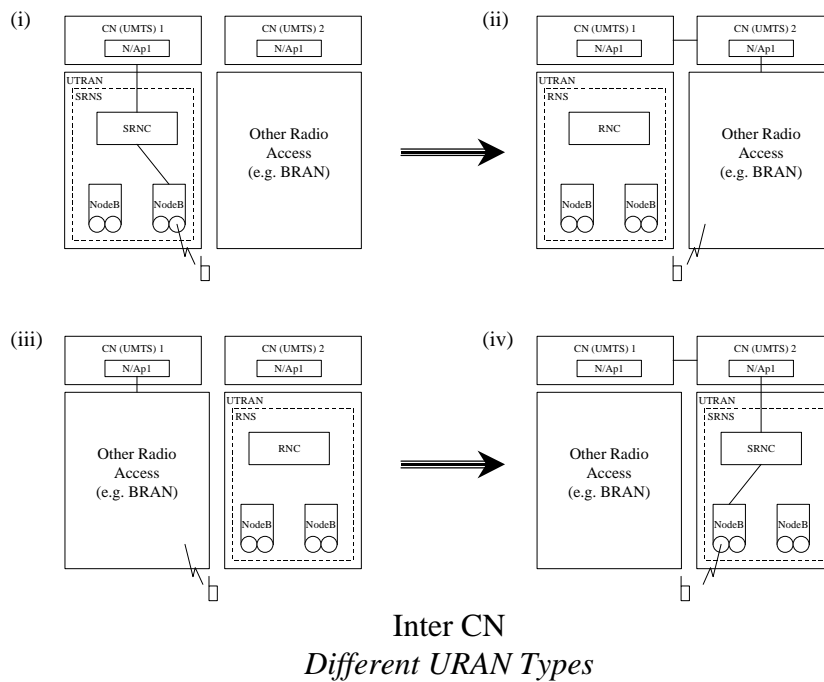 (i)
CN (UMTS) 1
N/Ap1
CN (UMTS) 2
N/Ap1
UTRAN
SRNS
SRNC
NodeB
NodeB
Other Radio
Access
(e.g. BRAN)
(ii)
CN (UMTS) 1
N/Ap1
CN (UMTS) 2
N/Ap1
UTRAN
RNS
RNC
NodeB
NodeB
Other Radio
Access
(e.g. BRAN)
(iii)
CN (UMTS) 1
N/Ap1
CN (UMTS) 2
N/Ap1
Other Radio
Access
(e.g. BRAN)
UTRAN
RNS
RNC
NodeB
NodeB
(iv)
CN (UMTS) 1
N/Ap1
CN (UMTS) 2
N/Ap1
Other Radio
Access
(e.g. BRAN)
UTRAN
SRNS
SRNC
NodeB
NodeB
Inter CN
Different URAN Types